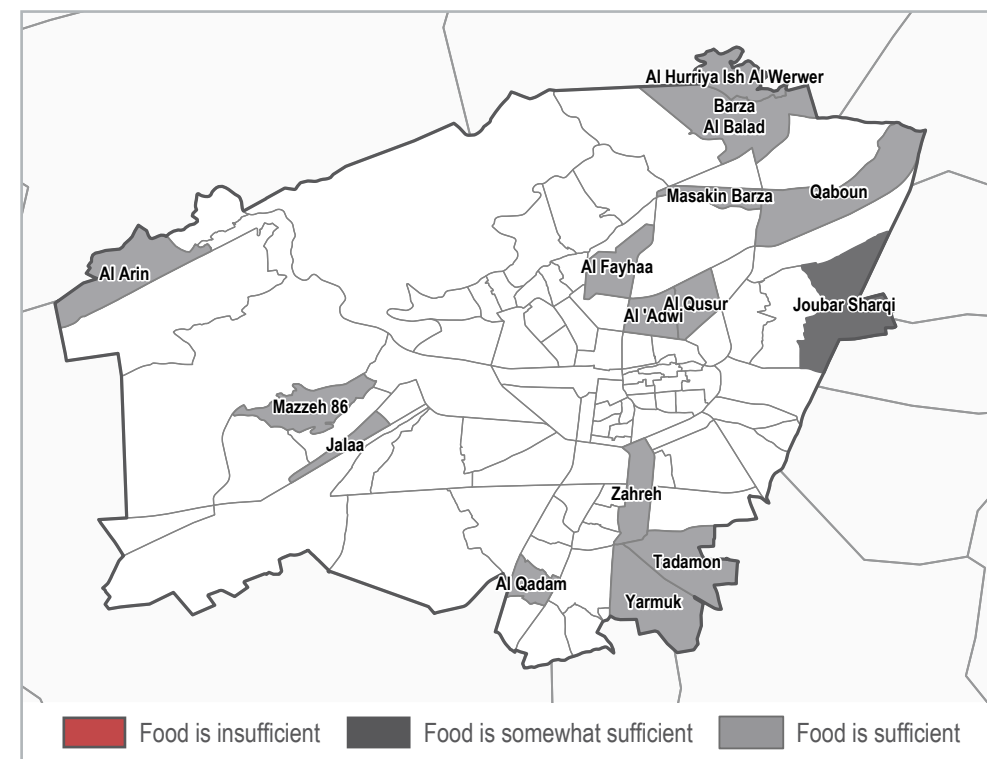 Al Hurriya Ish Al Werwer
Barza
Al Balad
Masakin Barza
Qaboun
Al Arin
Al Fayhaa
Al Qusur
Al 'Adwi
Joubar Sharqi
Mazzeh 86
Jalaa
Zahreh
Tadamon
Al Qadam
Yarmuk
Food is insufficient
Food is somewhat sufficient
Food is sufficient